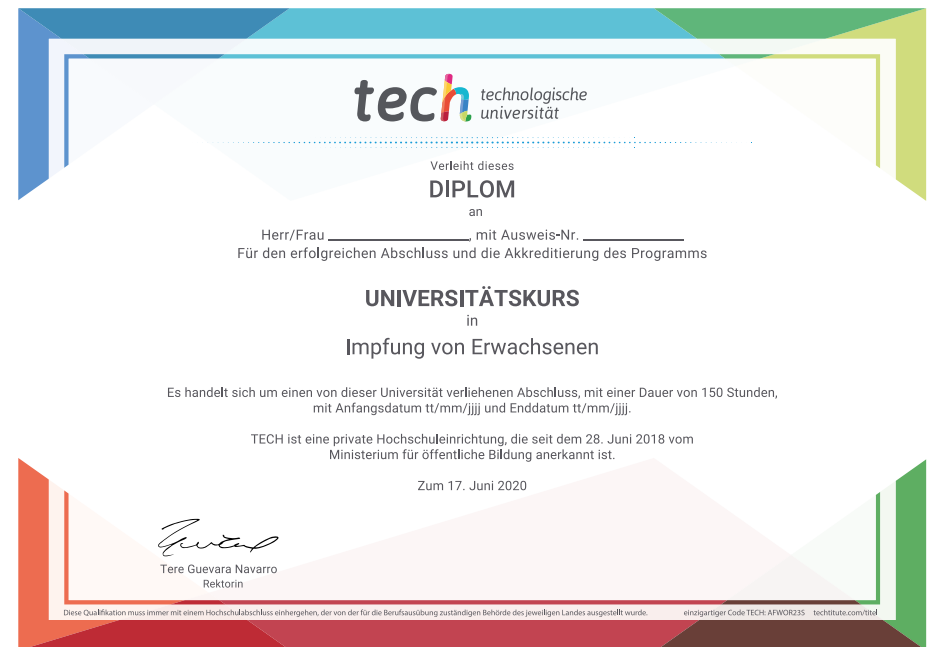 tech technologische
universität
Verleiht dieses
DIPLOM
an
Herr/Frau ____________________, mit Ausweis-Nr. ______________
Für den erfolgreichen Abschluss und die Akkreditierung des Programms
UNIVERSITÄTSKURS
in
Impfung von Erwachsenen
Es handelt sich um einen von dieser Universität verliehenen Abschluss, mit einer Dauer von 150 Stunden,
mit Anfangsdatum tt/mm/jjjj und Enddatum tt/mm/jjjj.
TECH ist eine private Hochschuleinrichtung, die seit dem 28. Juni 2018 vom
Ministerium für öffentliche Bildung anerkannt ist.
Zum 17. Juni 2020
Tere Guevara Navarro
Rektorin
Diese Qualifikation muss immer mit einem Hochschulabschluss einhergehen, der von der für die Berufsausübung zuständigen Behörde des jeweiligen Landes ausgestellt wurde. einzigartiger Code TECH: AFWOR23S techtitute.com/titel